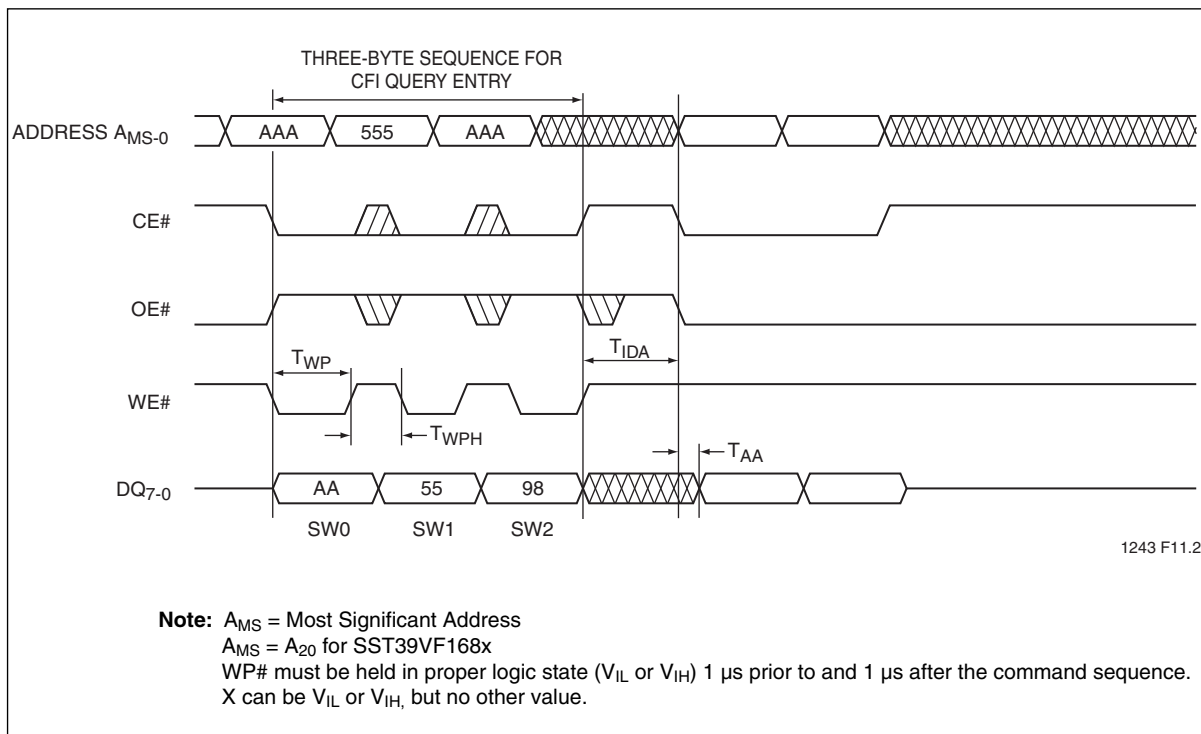 THREE-BYTE SEQUENCE FOR
CFI QUERY ENTRY
ADDRESS AMS-0
AAA 555 AAA
CE#
OE#
TWP
TIDA
WE#
TWPH
TAA
DQ7-0
AA 55 98
SW0 SW1 SW2
1243 F11.2
Note: AMS = Most Significant Address
AMS = A20 for SST39VF168x
WP# must be held in proper logic state (VIL or VIH) 1 µs prior to and 1 µs after the command sequence.
X can be VIL or VIH, but no other value.